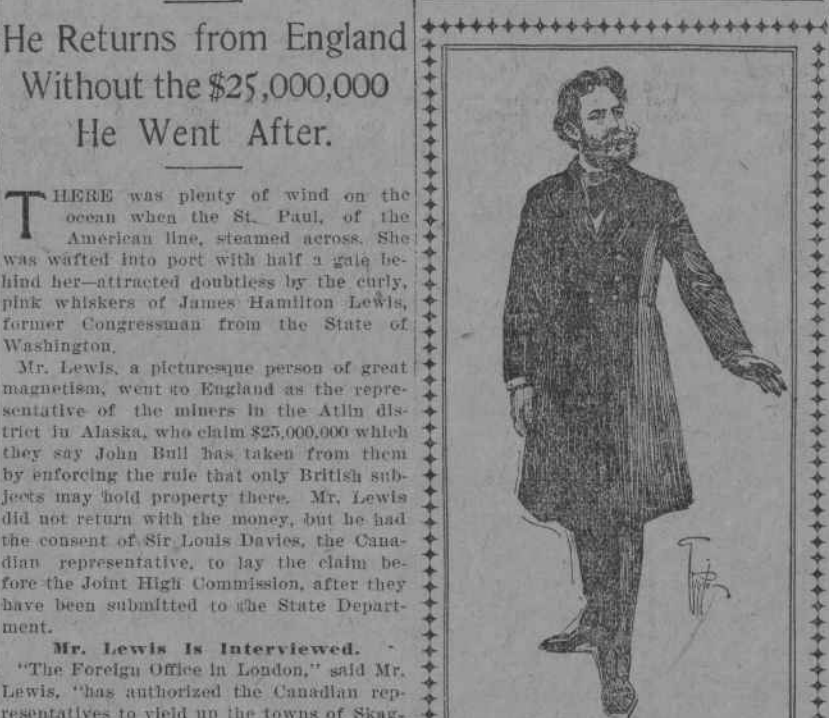 He Returns from England
Without the $25,000,000
He Went After.
THERE was plenty of wind on the
ocean when the St. Paul, of the
American line, steamed across. She
was wafted into port with half a gale be-
hind her—attracted doubtless by the curly,
pink whiskers of James Hamilton Lewis,
former Congressman from the State of
Washington.
Mr. Lewis, a picturesque person of great
magnetism, went to England as the repre-
sentative of the miners in the Atlin dis-
trict in Alaska, who claim $25,000,000 which
they say John Bull has taken from them
by enforcing the rule that only British sub-
jects may hold property there. Mr. Lewis
did not return with the money, but he had
the consent of Sir Louis Davies, the Cana-
dian representative, to lay the claim be-
fore the Joint High Commission, after they
have been submitted to the State Depart-
ment.
Mr. Lewis Is Interviewed.
"The Foreign Office in London," said Mr.
Lewis, "has authorized the Canadian rep-
resentatives to yield up the towns of Skag-